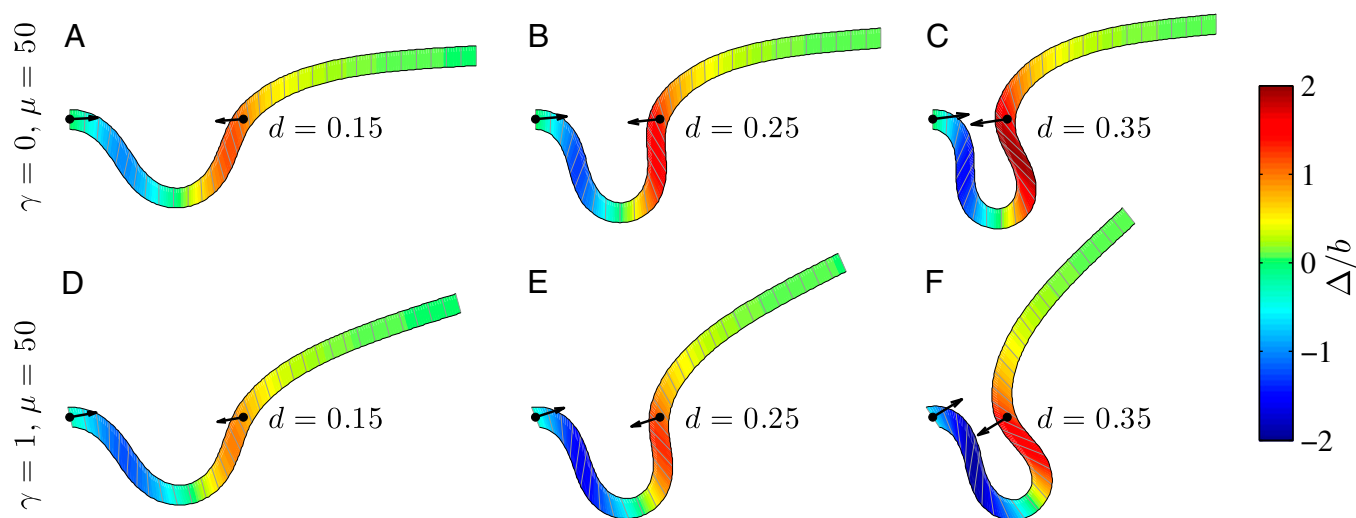 γ = 0, μ = 50
A
d = 0.15
B
d = 0.25
C
d = 0.35
γ = 1, μ = 50
D
d = 0.15
E
d = 0.25
F
d = 0.35
2
1
0
−1
−2
Δ/b